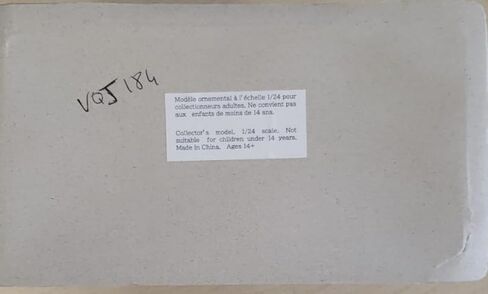 VQJ 184
Modèle ornemental à l'échelle 1/24 pour
collectionneurs adultes. Ne convient pas
aux enfants de moins de 14 ans.
Collector's model, 1/24 scale. Not
suitable for children under 14 years.
Made in China. Ages 14+